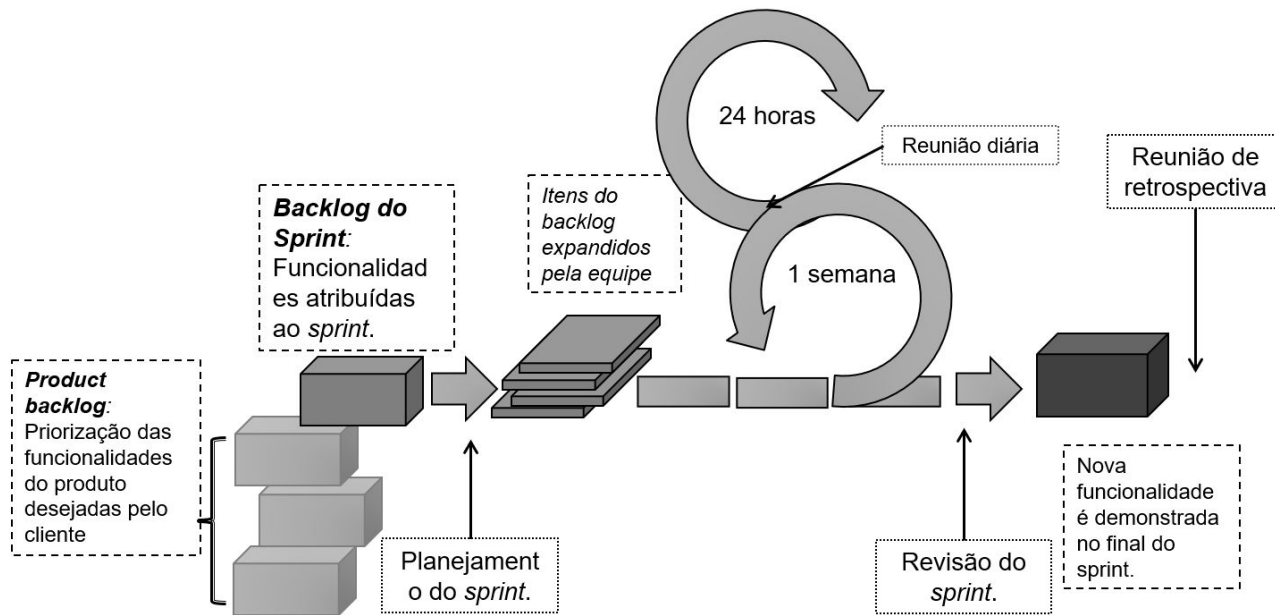 Product
backlog:
Priorização das
funcionalidades
do produto
desejadas pelo
cliente
Backlog do
Sprint:
Funcionalidad
es atribuídas
ao sprint.
Planejament
o do sprint.
Itens do
backlog
expandidos
pela equipe
24 horas
Reunião diária
1 semana
Revisão do
sprint.
Reunião de
retrospectiva
Nova
funcionalidade
é demonstrada
no final do
sprint.